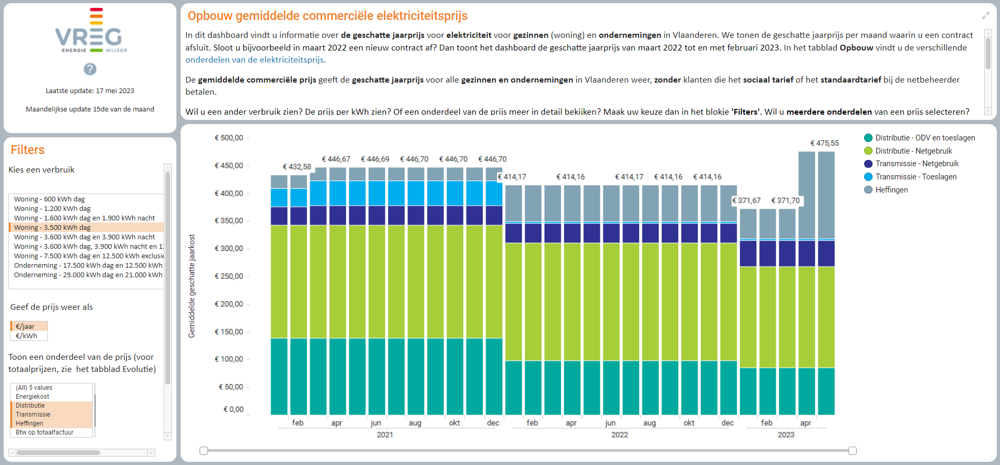 VREG
ENERGIE WIJZER
?
Laatste update: 17 mei 2023
Maandelijkse update 15de van de maand
Opbouw gemiddelde commerciële elektriciteitsprijs
In dit dashboard vindt u informatie over de geschatte jaarprijs voor elektriciteit voor gezinnen (woning) en ondernemingen in Vlaanderen. We tonen de geschatte jaarprijs per maand waarin u een contract
afsluit. Sloot u bijvoorbeeld in maart 2022 een nieuw contract af? Dan toont het dashboard de geschatte jaarprijs van maart 2022 tot en met februari 2023. In het tabblad Opbouw vindt u de verschillende
onderdelen van de elektriciteitsprijs.
De gemiddelde commerciële prijs geeft de geschatte jaarprijs voor alle gezinnen en ondernemingen in Vlaanderen weer, zonder klanten die het sociaal tarief of het standaardtarief bij de netbeheerder
betalen.
Wil u een ander verbruik zien? De prijs per kWh zien? Of een onderdeel van de prijs meer in detail bekijken? Maak uw keuze dan in het blokje 'Filters'. Wil u meerdere onderdelen van een prijs selecteren?
Filters
Kies een verbruik
Woning - 600 kWh dag
Woning - 1.200 kWh dag
Woning - 1.600 kWh dag en 1.900 kWh nacht
Woning - 3.500 kWh dag
Woning - 3.600 kWh dag en 3.900 kWh nacht
Woning - 3.600 kWh dag, 3.900 kWh nacht en 1
Woning - 7.500 kWh dag en 12.500 kWh exclusie
Onderneming - 17.500 kWh dag en 12.500 kWh
Onderneming - 29.000 kWh dag en 21.000 kWh
Geef de prijs weer als
€/jaar
€/kWh
Toon een onderdeel van de prijs (voor
totaalprijzen, zie het tabblad Evolutie)
(All) 5 values
Energiekost
Distributie
Transmissie
Heffingen
Btw op totaalfactuur
Gemiddelde geschatte jaarkost
€ 500,00
€ 450,00
€ 400,00
€ 350,00
€ 300,00
€ 250,00
€ 200,00
€ 150,00
€ 100,00
€ 50,00
€ 0,00
€ 432,58 € 446,67 € 446,69 € 446,70 € 446,70 € 446,70 € 414,17 € 414,16 € 414,17 € 414,16 € 414,16 € 371,67 € 371,70 € 475,55
feb apr jun aug okt dec feb apr jun aug okt dec feb apr
2021 2022 2023
Distributie - ODV en toeslagen
Distributie - Netgebruik
Transmissie - Netgebruik
Transmissie - Toeslagen
Heffingen